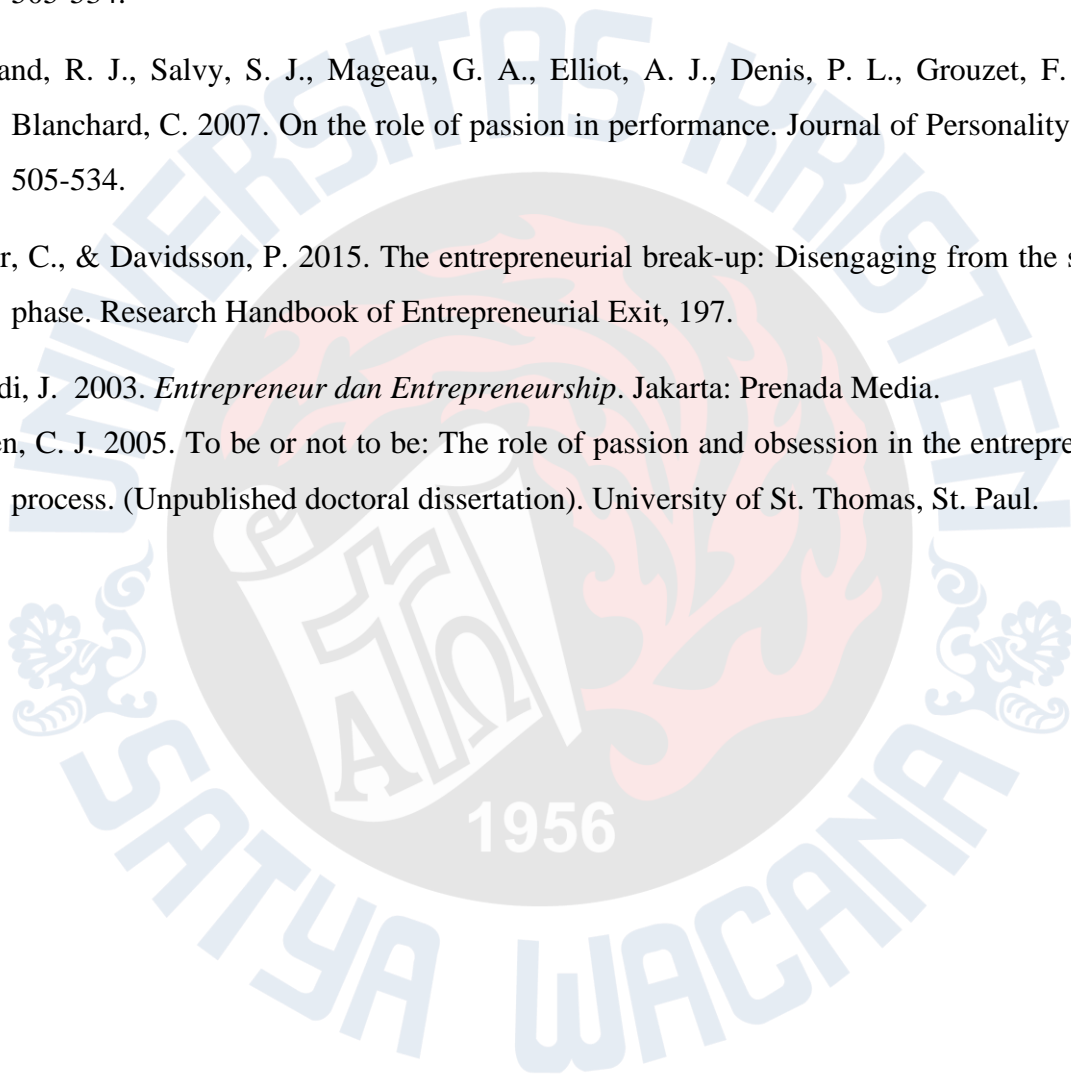 505-534.
and, R. J., Salvy, S. J., Mageau, G. A., Elliot, A. J., Denis, P. L., Grouzet, F.
Blanchard, C. 2007. On the role of passion in performance. Journal of Personality
505-534.
r, C., & Davidsson, P. 2015. The entrepreneurial break-up: Disengaging from the s
phase. Research Handbook of Entrepreneurial Exit, 197.
di, J. 2003. Entrepreneur dan Entrepreneurship. Jakarta: Prenada Media.
en, C. J. 2005. To be or not to be: The role of passion and obsession in the entrepre
process. (Unpublished doctoral dissertation). University of St. Thomas, St. Paul.
UNIVERSITAS KRISTEN
AΩ
1956
SATYA WACANA